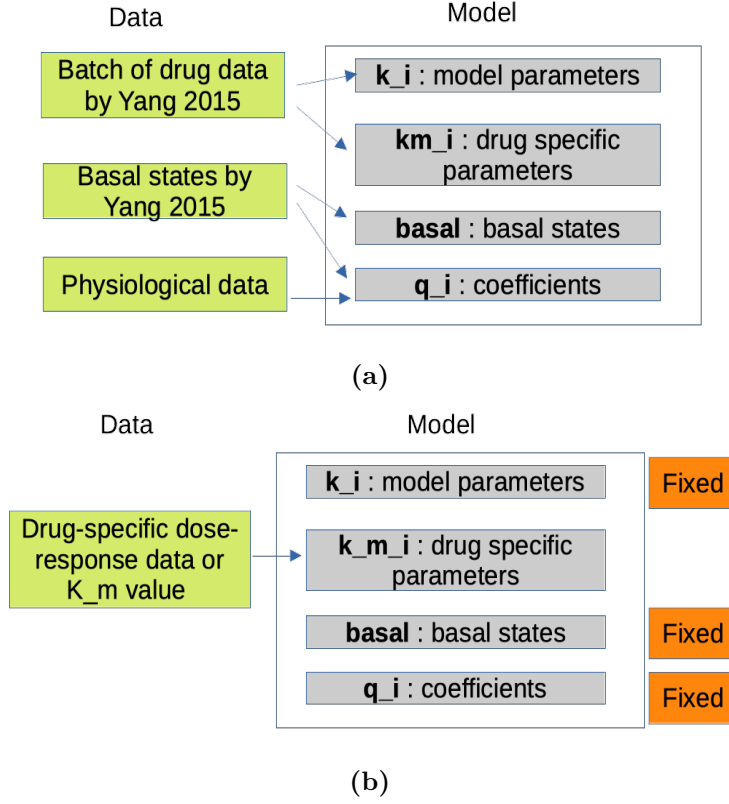 Data
Model
Batch of drug data
by Yang 2015
k_i : model parameters
km_i : drug specific
parameters
Basal states by
Yang 2015
basal : basal states
Physiological data
q_i : coefficients
(a)
Data
Model
k_i : model parameters
Fixed
Drug-specific dose-
response data or
K_m value
k_m_i : drug specific
parameters
basal : basal states
Fixed
q_i : coefficients
Fixed
(b)